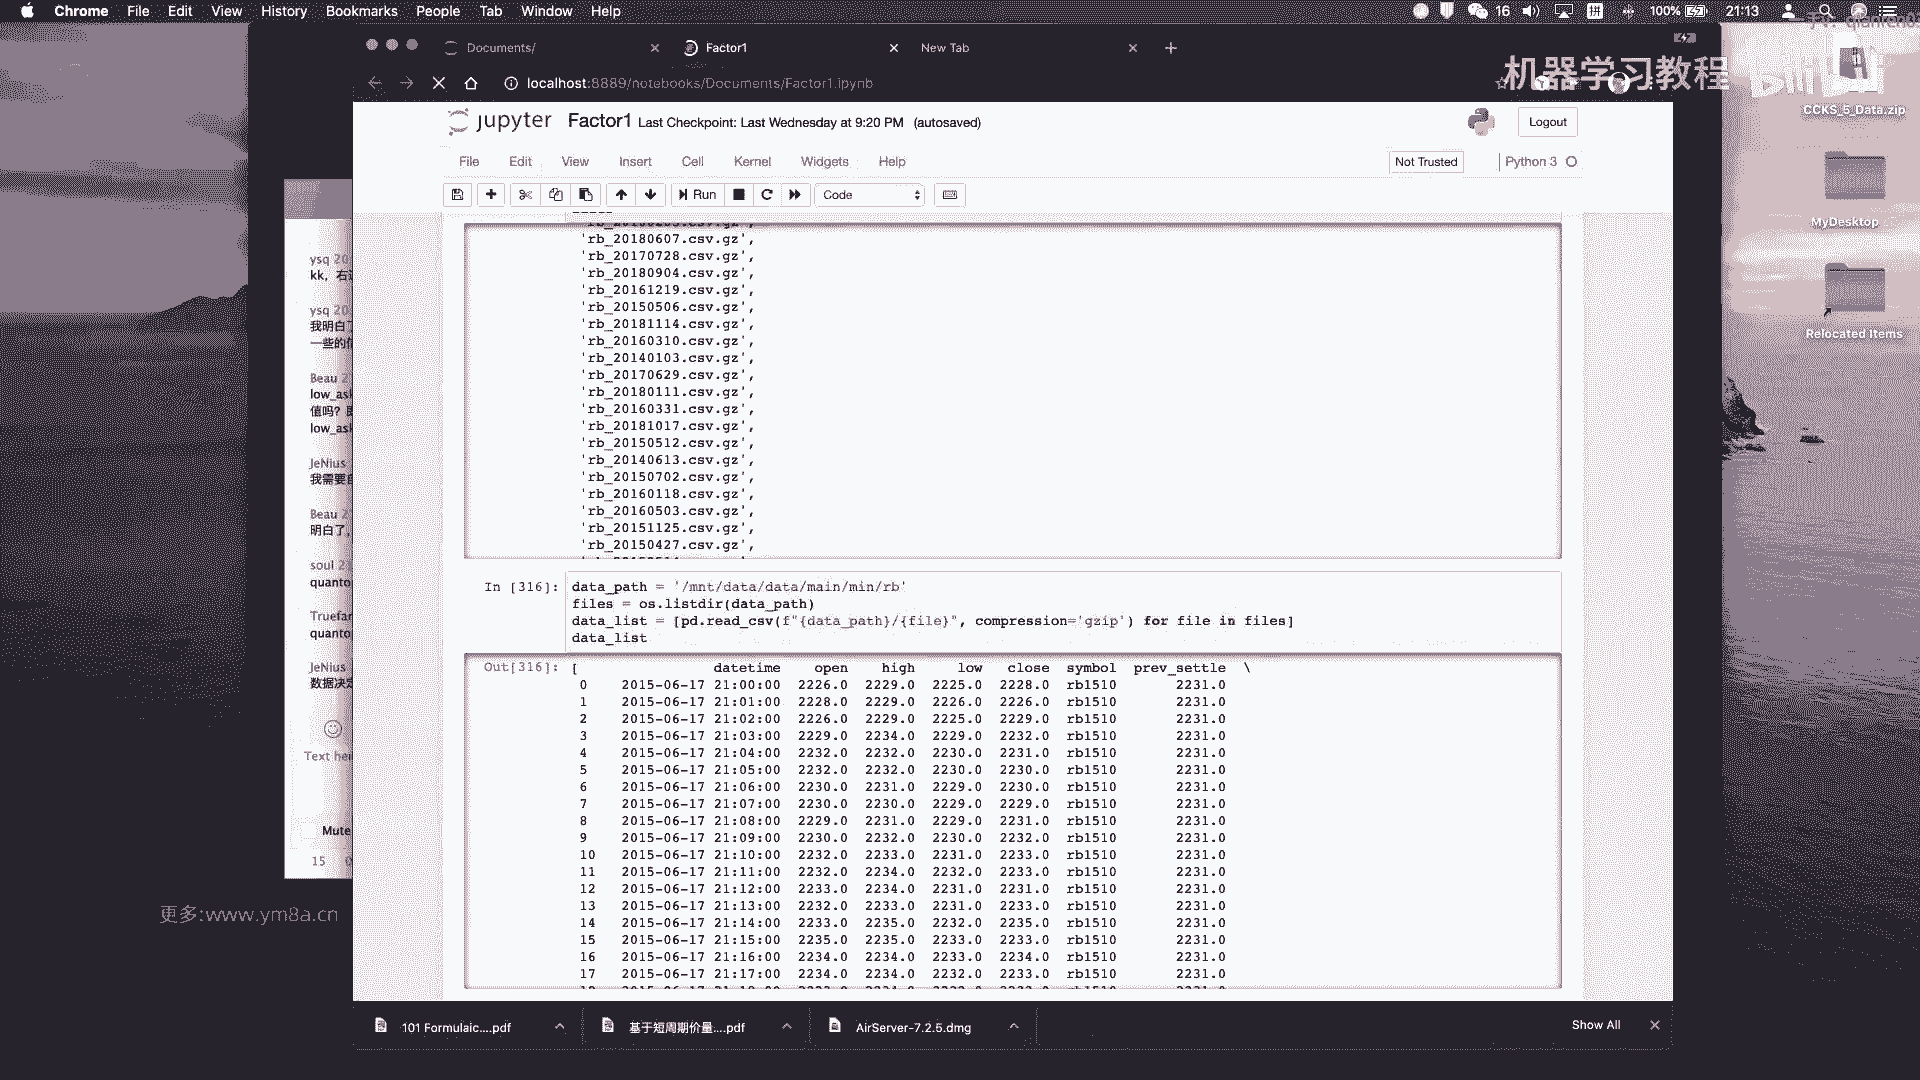 Chrome File Edit View History Bookmarks People Tab Window Help
16 100% 21:13
Documents/
Factor1
New Tab
机器学习教程
localhost:8889/notebooks/Documents/Factor1.ipynb
CCKS_5_Data.zip
MyDesktop
Relocated Items
jupyter Factor1 Last Checkpoint: Last Wednesday at 9:20 PM (autosaved)
Logout
File Edit View Insert Cell Kernel Widgets Help
Not Trusted
Python 3
Run
Code
'rb_20180607.csv.gz',
'rb_20170728.csv.gz',
'rb_20180904.csv.gz',
'rb_20161219.csv.gz',
'rb_20150506.csv.gz',
'rb_20181114.csv.gz',
'rb_20160310.csv.gz',
'rb_20140103.csv.gz',
'rb_20170629.csv.gz',
'rb_20180111.csv.gz',
'rb_20160331.csv.gz',
'rb_20181017.csv.gz',
'rb_20150512.csv.gz',
'rb_20140613.csv.gz',
'rb_20150702.csv.gz',
'rb_20160118.csv.gz',
'rb_20160503.csv.gz',
'rb_20151125.csv.gz',
'rb_20150427.csv.gz',
In [316]:
data_path = '/mnt/data/data/main/min/rb'
files = os.listdir(data_path)
data_list = [pd.read_csv(f"{data_path}/{file}", compression='gzip') for file in files]
data_list
Out[316]:
[ datetime open high low close symbol prev_settle \
0 2015-06-17 21:00:00 2226.0 2229.0 2225.0 2228.0 rb1510 2231.0
1 2015-06-17 21:01:00 2228.0 2229.0 2226.0 2226.0 rb1510 2231.0
2 2015-06-17 21:02:00 2226.0 2229.0 2225.0 2229.0 rb1510 2231.0
3 2015-06-17 21:03:00 2229.0 2234.0 2229.0 2232.0 rb1510 2231.0
4 2015-06-17 21:04:00 2232.0 2232.0 2230.0 2231.0 rb1510 2231.0
5 2015-06-17 21:05:00 2232.0 2232.0 2230.0 2230.0 rb1510 2231.0
6 2015-06-17 21:06:00 2230.0 2231.0 2229.0 2230.0 rb1510 2231.0
7 2015-06-17 21:07:00 2230.0 2230.0 2229.0 2229.0 rb1510 2231.0
8 2015-06-17 21:08:00 2229.0 2231.0 2229.0 2231.0 rb1510 2231.0
9 2015-06-17 21:09:00 2230.0 2232.0 2230.0 2232.0 rb1510 2231.0
10 2015-06-17 21:10:00 2232.0 2233.0 2231.0 2233.0 rb1510 2231.0
11 2015-06-17 21:11:00 2232.0 2234.0 2232.0 2233.0 rb1510 2231.0
12 2015-06-17 21:12:00 2233.0 2234.0 2231.0 2231.0 rb1510 2231.0
13 2015-06-17 21:13:00 2232.0 2233.0 2231.0 2233.0 rb1510 2231.0
14 2015-06-17 21:14:00 2233.0 2235.0 2232.0 2235.0 rb1510 2231.0
15 2015-06-17 21:15:00 2235.0 2235.0 2233.0 2233.0 rb1510 2231.0
16 2015-06-17 21:16:00 2234.0 2234.0 2233.0 2234.0 rb1510 2231.0
17 2015-06-17 21:17:00 2234.0 2234.0 2232.0 2233.0 rb1510 2231.0
ysq 20
kk，右
ysq 20
我明白
一些的
Beau 2
low_as
值吗？
low_as
JeNius
我需要
Beau 2
明白了，
soul 2
quanto
Truefa
quanto
JeNius
数据决定
Text he
Mute
15
更多:www.ym8a.cn
101 Formulaic....pdf
基于短周期价量....pdf
AirServer-7.2.5.dmg
Show All